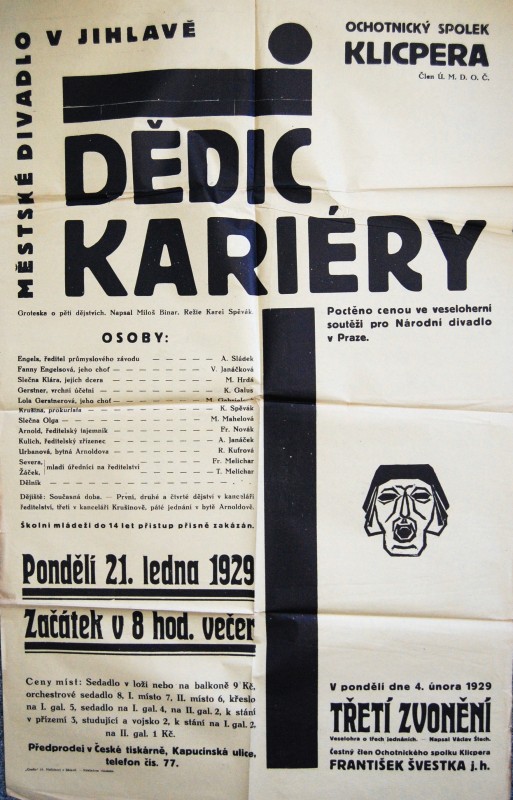 MĚSTSKÉ DIVADLO
V JIHLAVĚ
OCHOTNICKÝ SPOLEK
KLICPERA
Člen Ú. M. D. O. Č.
DĚDIC
KARIÉRY
Groteska o pěti dějstvích. Napsal Miloš Binar. Režie Karel Spěvák.
Poctěno cenou ve veseloherní
soutěži pro Národní divadlo
v Praze.
OSOBY:
Engels, ředitel průmyslového závodu — — — — — A. Sládek
Fanny Engelsová, jeho choť — — — — — V. Janáčková
Slečna Klára, jejich dcera — — — — — M. Hrdá
Gerstner, vrchní účetní — — — — — K. Galus
Lola Gerstnerová, jeho choť — — — — — M.
Krušina, prokurista — — — — — K. Spěvák
Slečna Olga — — — — — M. Mahelová
Arnold, ředitelský tajemník — — — — — Fr. Novák
Kulich, ředitelský zřízenec — — — — — A. Janáček
Urbanová, bytná Arnoldova — — — — — R. Kufrová
Severa, mladí úředníci na ředitelství — — Fr. Melichar
Žáček, — — T. Melichar
Dělník
Dějiště: Současná doba. — První, druhé a čtvrté dějství v kanceláři
ředitelství, třetí v kanceláři Krušinově, páté jednání v bytě Arnoldově.
Školní mládeži do 14 let přístup přísně zakázán.
Pondělí 21. ledna 1929
Začátek v 8 hod. večer
Ceny míst: Sedadlo v loži nebo na balkoně 9 Kč,
orchestrové sedadlo 8, I. místo 7, II. místo 6, křeslo
na I. gal. 5, sedadlo na I. gal. 4, na II. gal. 2, k stání
v přízemí 3, studující a vojsko 2, k stání na I. gal. 2.
na II. gal. 1 Kč.
Předprodej v České tiskárně, Kapucínská ulice,
telefon čís. 77.
V pondělí dne 4. února 1929
TŘETÍ ZVONĚNÍ
Veselohra o třech jednáních. — Napsal Václav Štech.
Čestný člen Ochotnického spolku Klicpera
FRANTIŠEK ŠVESTKA j. h.